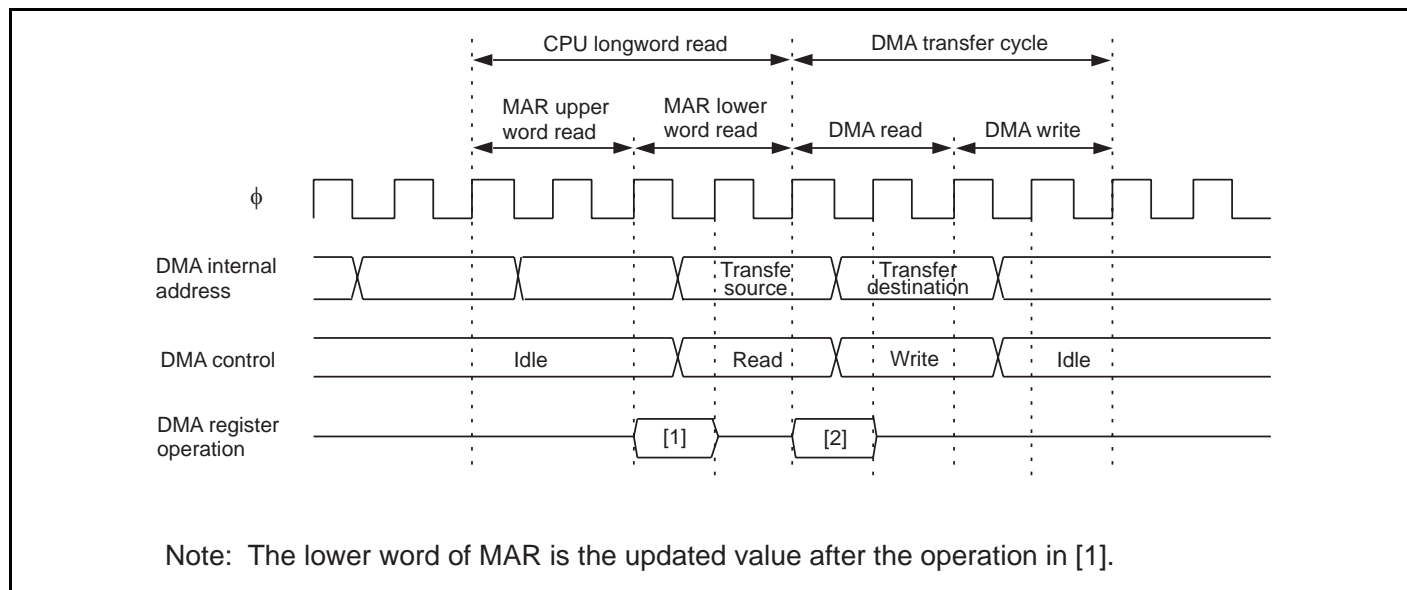 CPU longword read
DMA transfer cycle
MAR upper
word read
MAR lower
word read
DMA read
DMA write
ϕ
DMA internal
address
Transfe
source
Transfer
destination
DMA control
Idle
Read
Write
Idle
DMA register
operation
[1]
[2]
Note: The lower word of MAR is the updated value after the operation in [1].